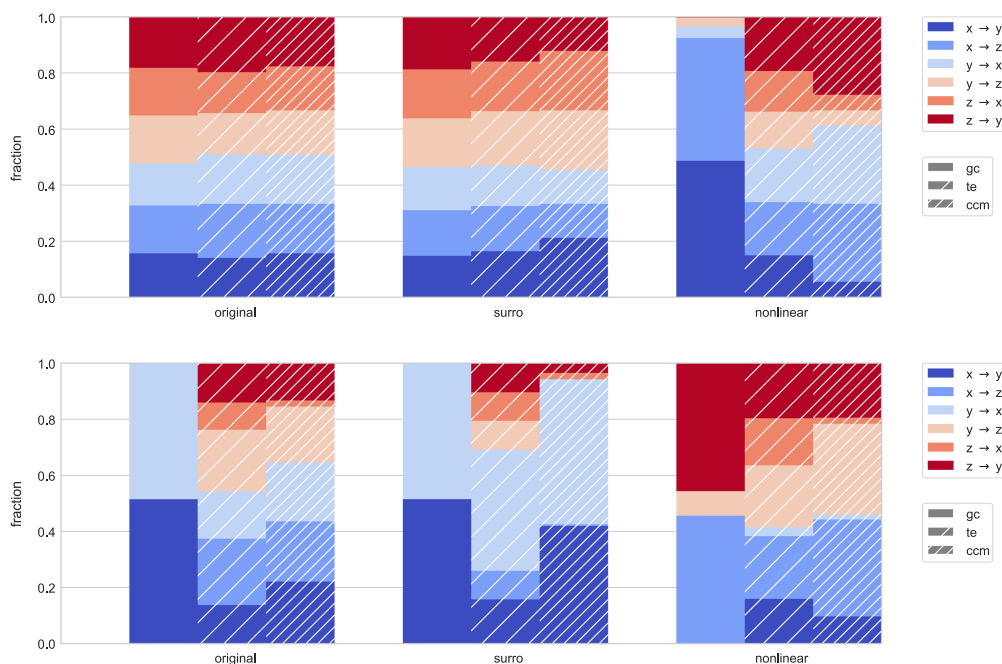 1.0
0.8
0.6
0.4
0.2
0.0
fraction
original
surro
nonlinear
x → y
x → z
y → x
y → z
z → x
z → y
gc
te
ccm
1.0
0.8
0.6
0.4
0.2
0.0
fraction
original
surro
nonlinear
x → y
x → z
y → x
y → z
z → x
z → y
gc
te
ccm